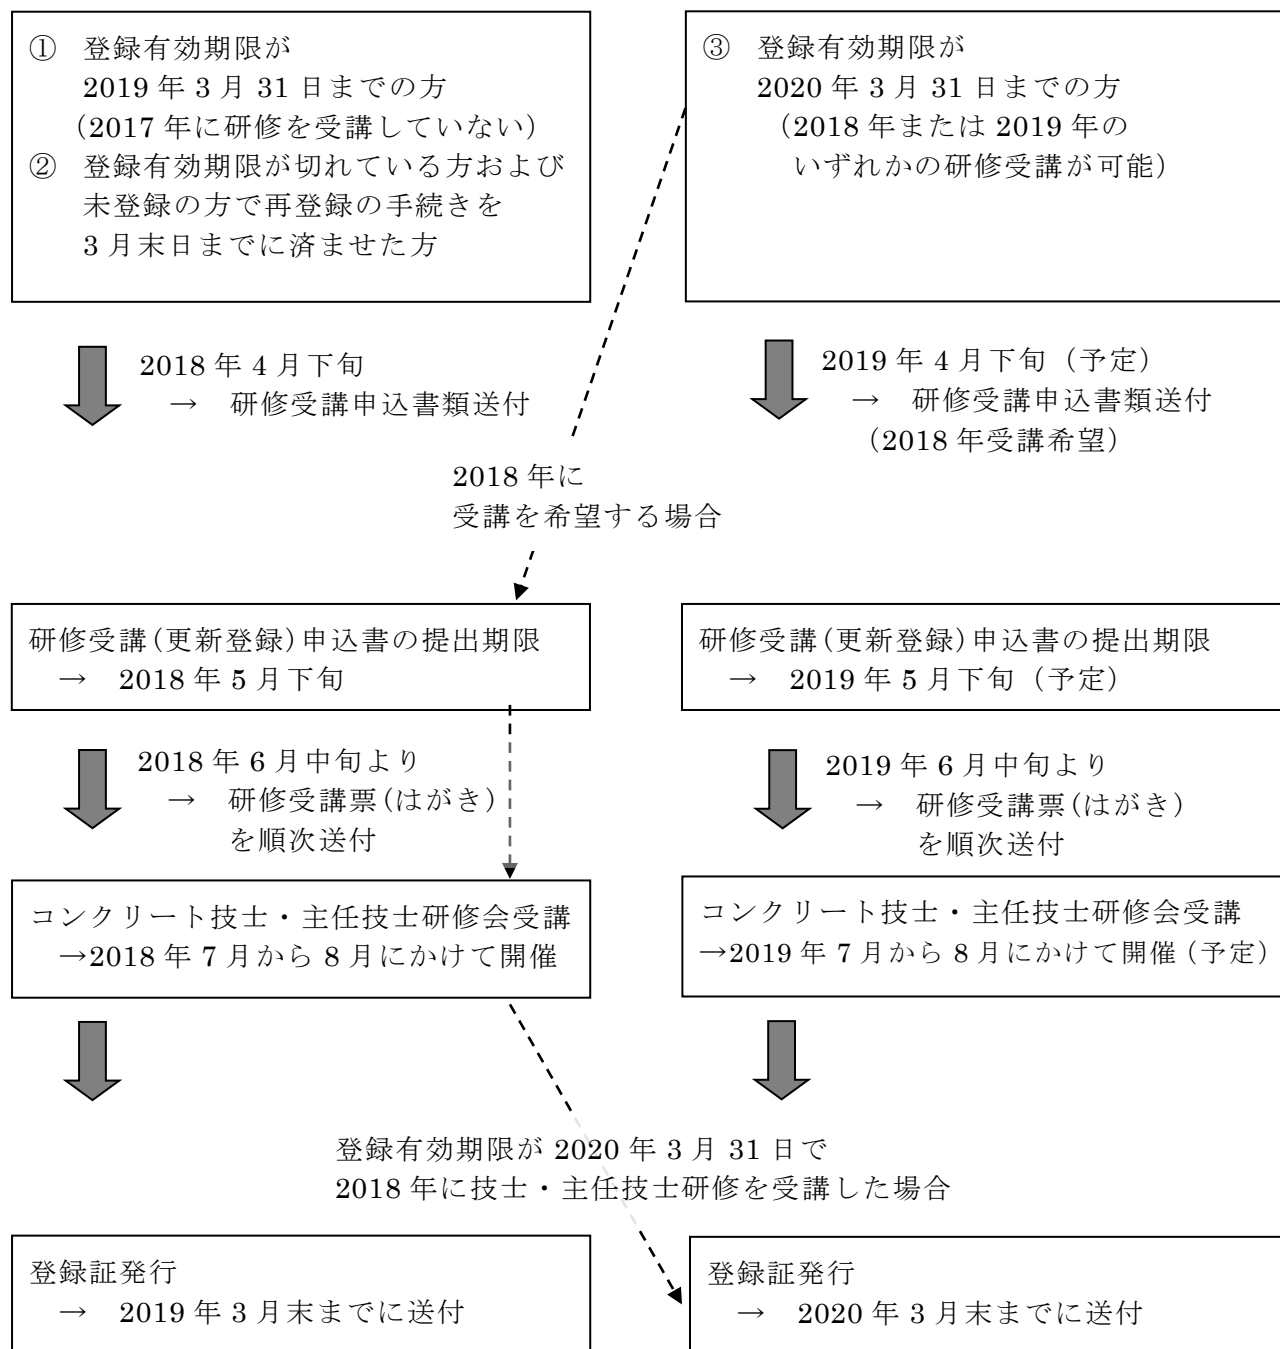 ① 登録有効期限が
2019 年 3 月 31 日までの方
（2017 年に研修を受講していない）
② 登録有効期限が切れている方および
未登録の方で再登録の手続きを
3 月末日までに済ませた方
③ 登録有効期限が
2020 年 3 月 31 日までの方
（2018 年または 2019 年の
いずれかの研修受講が可能）
2018 年 4 月下旬
→ 研修受講申込書類送付
2019 年 4 月下旬（予定）
→ 研修受講申込書類送付
（2018 年受講希望）
2018 年に
受講を希望する場合
研修受講(更新登録)申込書の提出期限
→ 2018 年 5 月下旬
研修受講(更新登録)申込書の提出期限
→ 2019 年 5 月下旬（予定）
2018 年 6 月中旬より
→ 研修受講票(はがき)
を順次送付
2019 年 6 月中旬より
→ 研修受講票(はがき)
を順次送付
コンクリート技士・主任技士研修会受講
→2018 年 7 月から 8 月にかけて開催
コンクリート技士・主任技士研修会受講
→2019 年 7 月から 8 月にかけて開催(予定)
登録有効期限が 2020 年 3 月 31 日で
2018 年に技士・主任技士研修を受講した場合
登録証発行
→ 2019 年 3 月末までに送付
登録証発行
→ 2020 年 3 月末までに送付